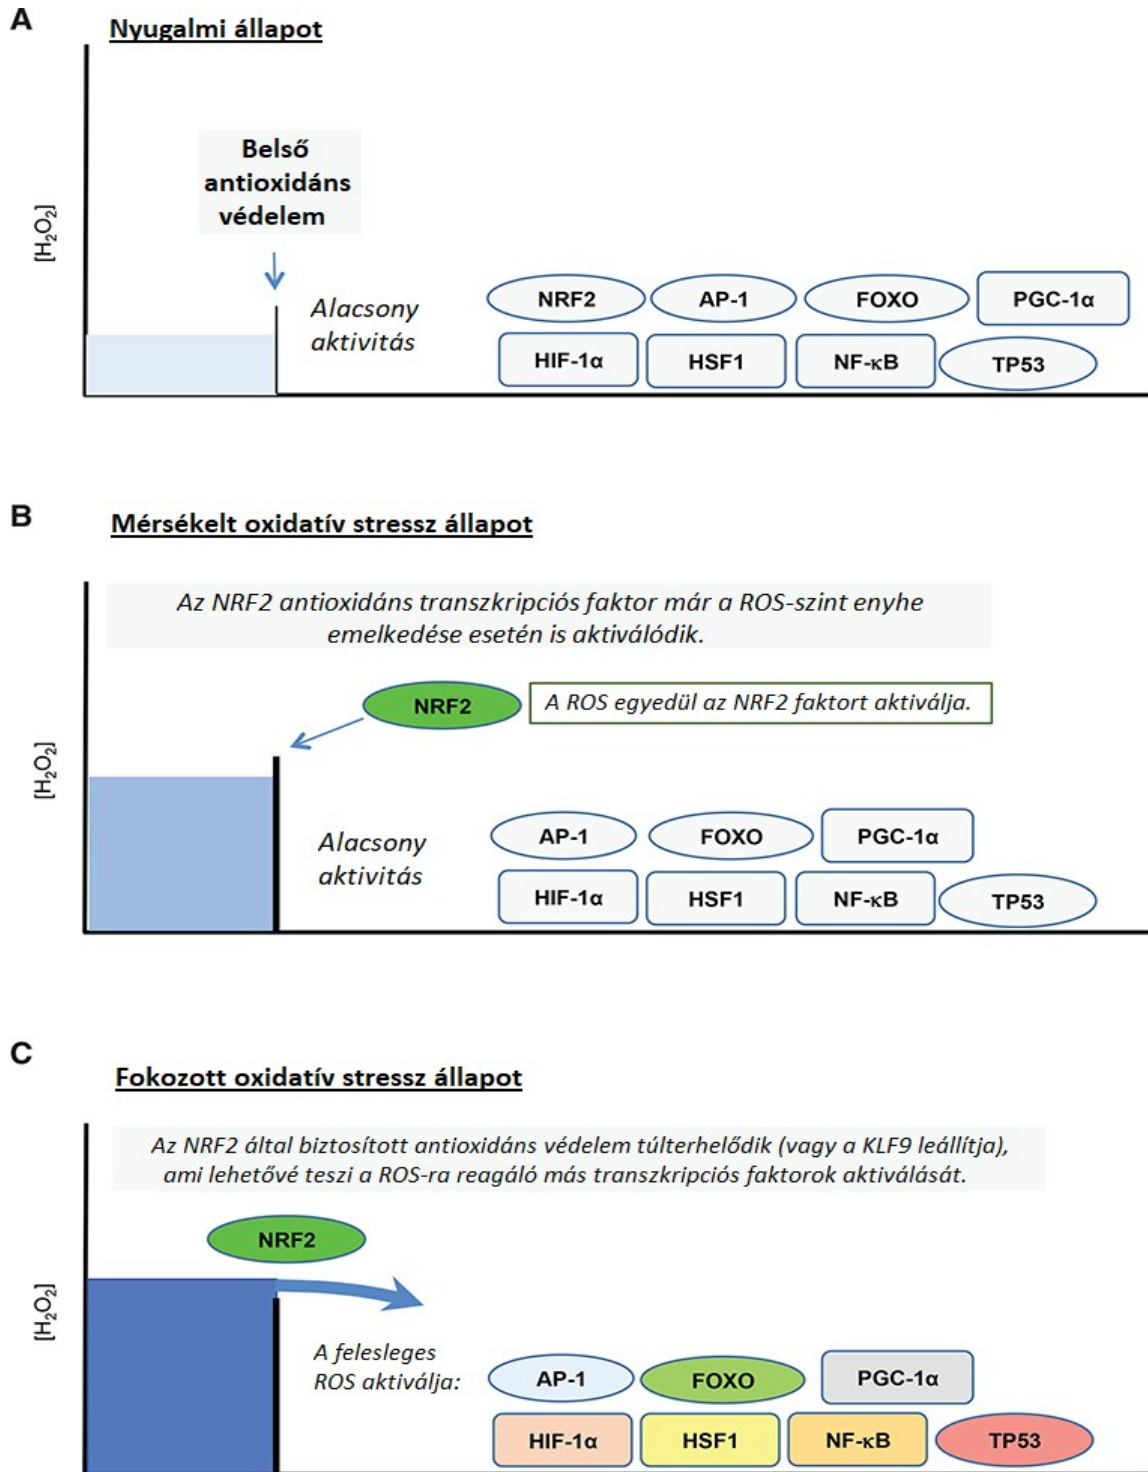 A
Nyugalmi állapot
Belső
antioxidáns
védelem
[H₂O₂]
Alacsony
aktivitás
NRF2 AP-1 FOXO PGC-1α
HIF-1α HSF1 NF-κB TP53
B
Mérsékelt oxidatív stressz állapot
Az NRF2 antioxidáns transzkripciós faktor már a ROS-szint enyhe
emelkedése esetén is aktiválódik.
NRF2 A ROS egyedül az NRF2 faktort aktiválja.
[H₂O₂]
Alacsony
aktivitás
AP-1 FOXO PGC-1α
HIF-1α HSF1 NF-κB TP53
C
Fokozott oxidatív stressz állapot
Az NRF2 által biztosított antioxidáns védelem túlterhelődik (vagy a KLF9 leállítja),
ami lehetővé teszi a ROS-ra reagáló más transzkripciós faktorok aktiválását.
NRF2
[H₂O₂]
A felesleges
ROS aktiválja:
AP-1 FOXO PGC-1α
HIF-1α HSF1 NF-κB TP53